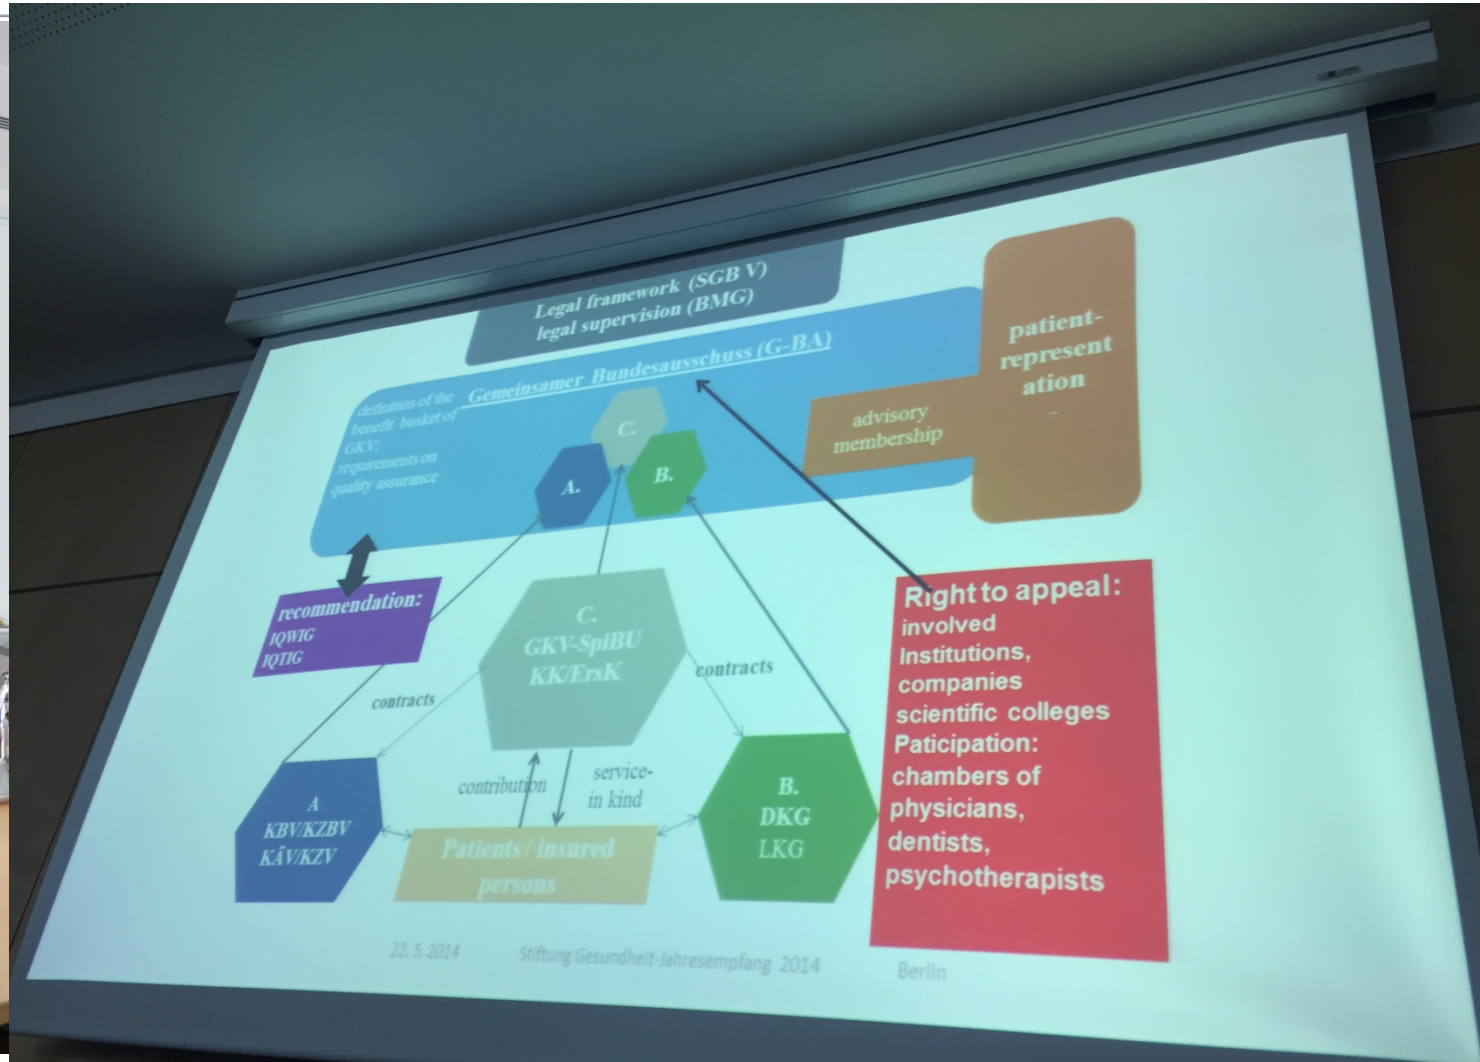 Legal framework (SGB V)
legal supervision (BMG)
Gemeinsamer Bundesausschuss (G-BA)
definition of the
benefit busket of
GKV;
requirements on
quality assurance
C.
A.
B.
advisory
membership
patient-
represent
ation
-
recommendation:
IQWIG
IQTIG
C.
GKV-SpiBU
KK/ErsK
contracts
contracts
contribution
service-
in kind
A
KBV/KZBV
KÄV/KZV
Patients / insured
persons
B.
DKG
LKG
Right to appeal:
involved
Institutions,
companies
scientific colleges
Paticipation:
chambers of
physicians,
dentists,
psychotherapists
22. 5. 2014
Stiftung Gesundheit-Jahresempfang 2014
Berlin